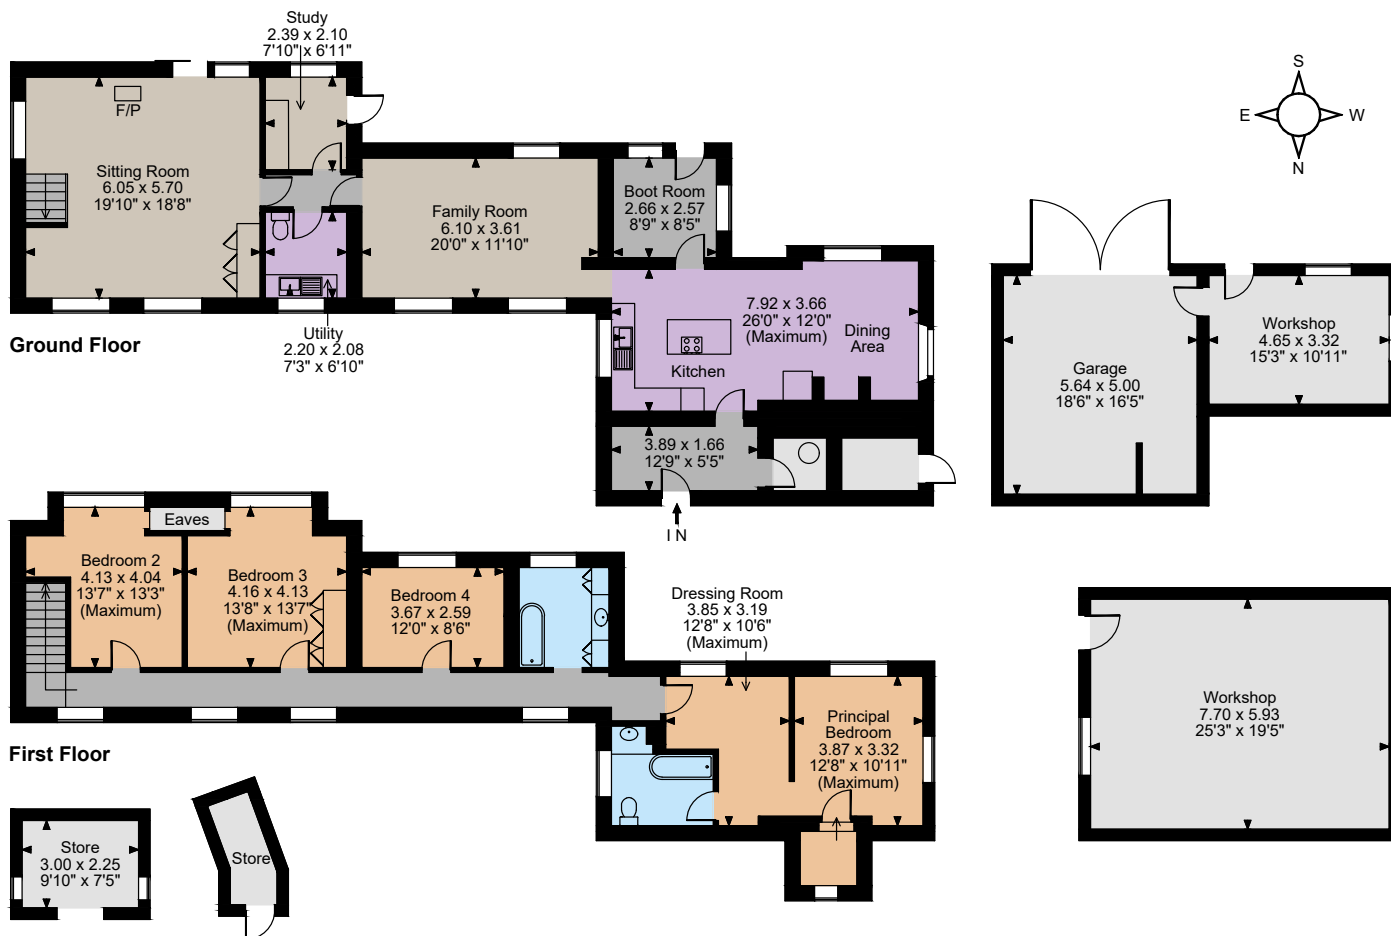 Study
2.39 x 2.10
7'10" x 6'11"
F/P
Sitting Room
6.05 x 5.70
19'10" x 18'8"
Family Room
6.10 x 3.61
20'0" x 11'10"
Boot Room
2.66 x 2.57
8'9" x 8'5"
7.92 x 3.66
26'0" x 12'0"
(Maximum)
Dining
Area
Kitchen
Utility
2.20 x 2.08
7'3" x 6'10"
Ground Floor
3.89 x 1.66
12'9" x 5'5"
IN
S
E
W
N
Garage
5.64 x 5.00
18'6" x 16'5"
Workshop
4.65 x 3.32
15'3" x 10'11"
Eaves
Bedroom 2
4.13 x 4.04
13'7" x 13'3"
(Maximum)
Bedroom 3
4.16 x 4.13
13'8" x 13'7"
(Maximum)
Bedroom 4
3.67 x 2.59
12'0" x 8'6"
Dressing Room
3.85 x 3.19
12'8" x 10'6"
(Maximum)
Principal
Bedroom
3.87 x 3.32
12'8" x 10'11"
(Maximum)
First Floor
Workshop
7.70 x 5.93
25'3" x 19'5"
Store
3.00 x 2.25
9'10" x 7'5"
Store